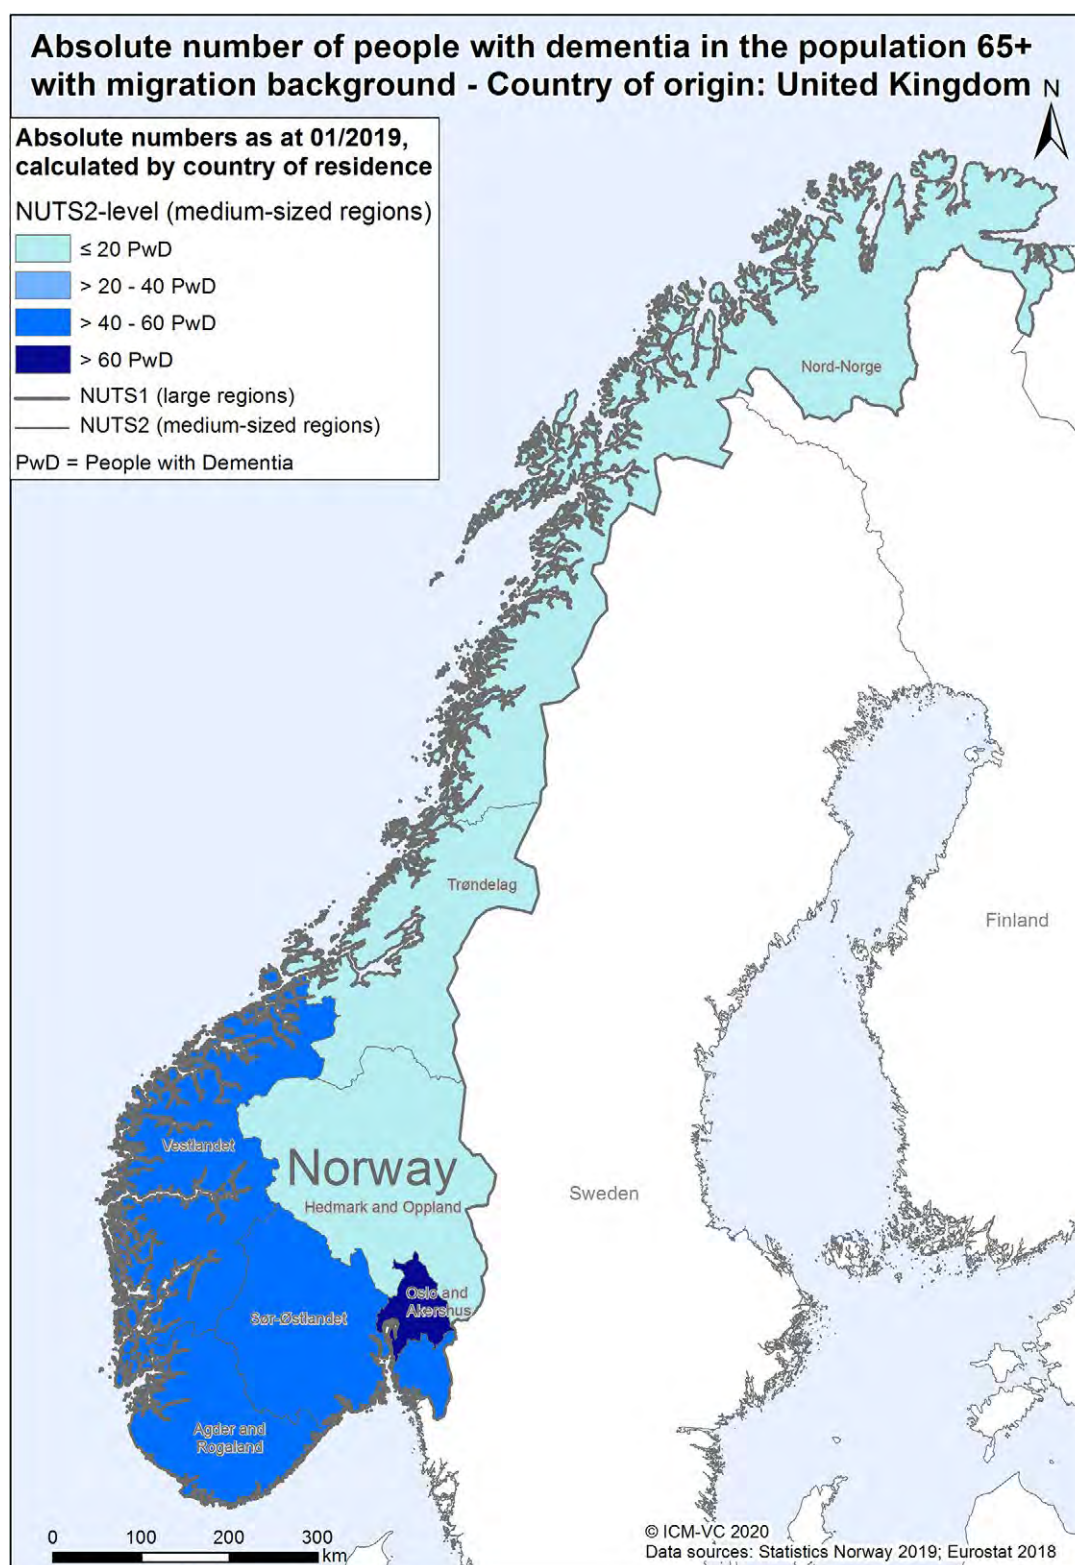 Absolute number of people with dementia in the population 65+
with migration background - Country of origin: United Kingdom
N
Absolute numbers as at 01/2019,
calculated by country of residence
NUTS2-level (medium-sized regions)
≤ 20 PwD
> 20 - 40 PwD
> 40 - 60 PwD
> 60 PwD
NUTS1 (large regions)
NUTS2 (medium-sized regions)
PwD = People with Dementia
Nord-Norge
Trøndelag
Finland
Vestlandet
Norway
Sweden
Hedmark and Oppland
Oslo and
Akershus
Sør-Østlandet
Agder and
Rogaland
0 100 200 300
km
© ICM-VC 2020
Data sources: Statistics Norway 2019; Eurostat 2018